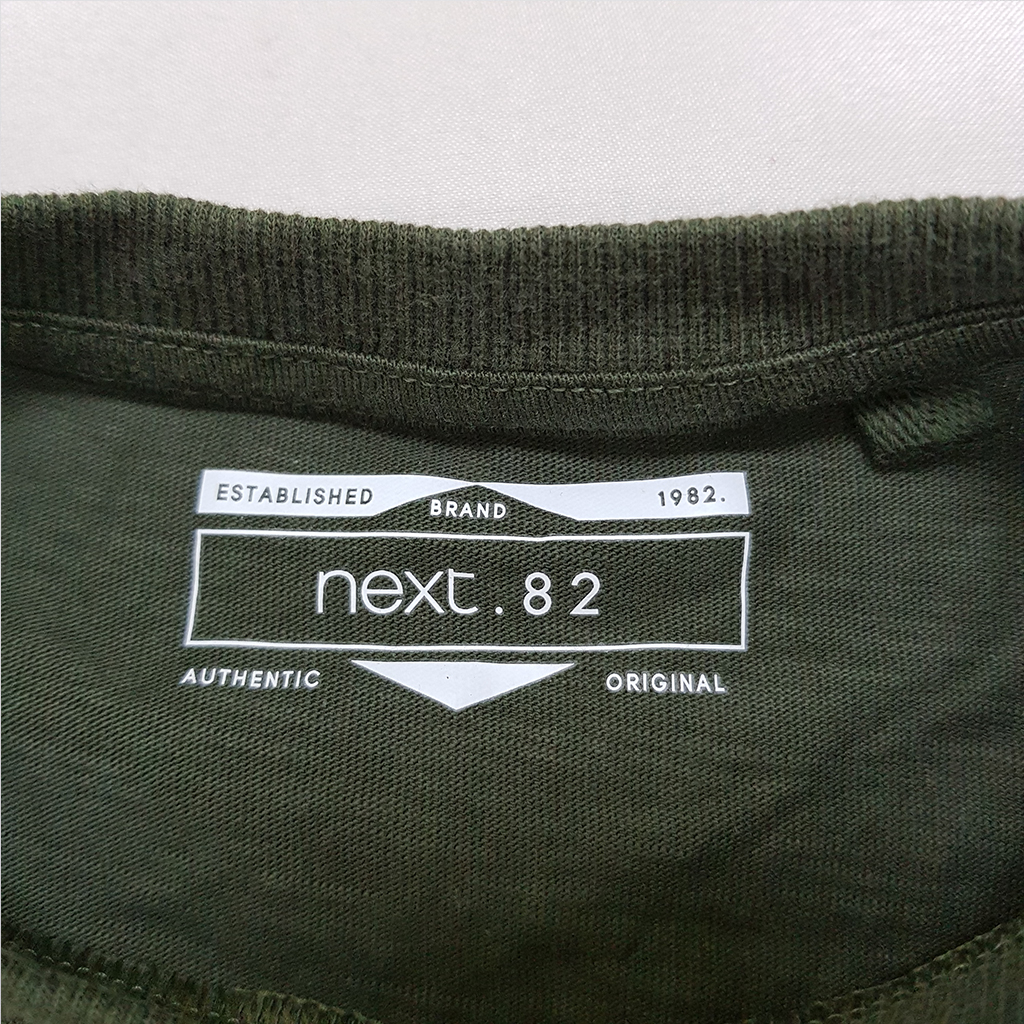 ESTABLISHED BRAND 1982.
next.82
AUTHENTIC ORIGINAL